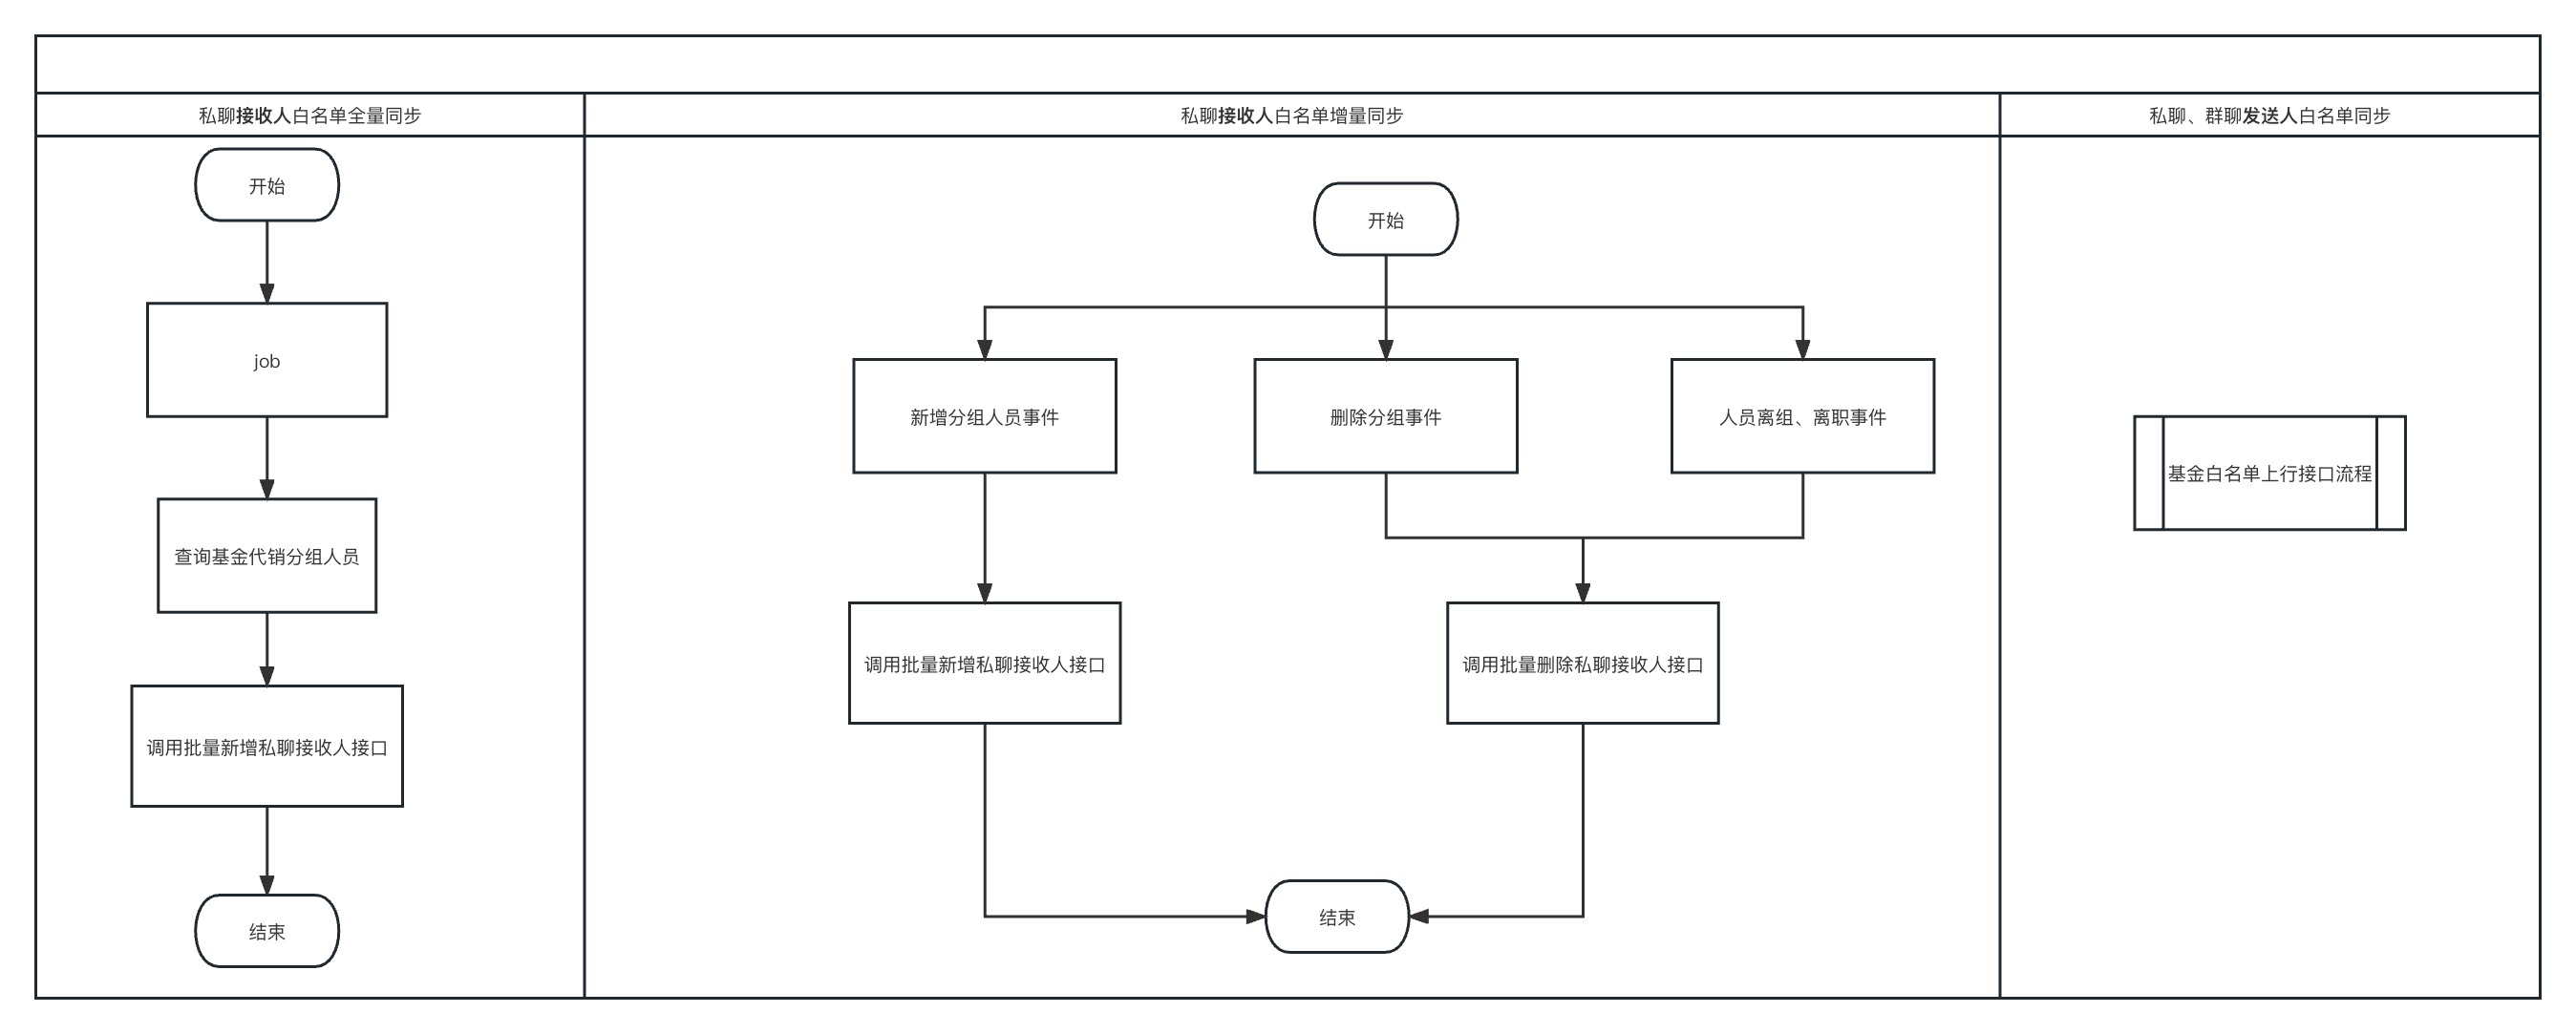 私聊接收人白名单全量同步
私聊接收人白名单增量同步
私聊、群聊发送人白名单同步
开始
job
查询基金代销分组人员
调用批量新增私聊接收人接口
结束
开始
新增分组人员事件
删除分组事件
人员离组、离职事件
调用批量新增私聊接收人接口
调用批量删除私聊接收人接口
结束
基金白名单上行接口流程